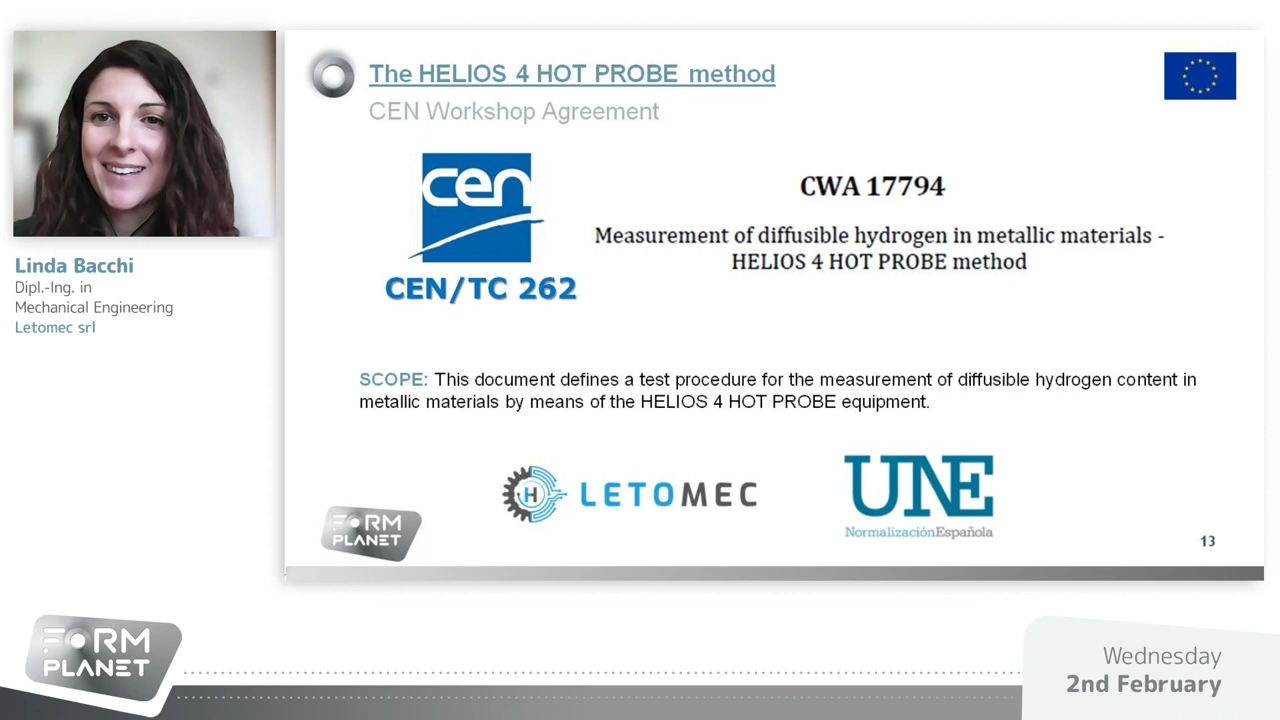 The HELIOS 4 HOT PROBE method
CEN Workshop Agreement
cen
CEN/TC 262
CWA 17794
Measurement of diffusible hydrogen in metallic materials -
HELIOS 4 HOT PROBE method
Linda Bacchi
Dipl.-Ing. in
Mechanical Engineering
Letomec srl
SCOPE: This document defines a test procedure for the measurement of diffusible hydrogen content in
metallic materials by means of the HELIOS 4 HOT PROBE equipment.
H LETOMEC
UNE
NormalizaciónEspañola
FORM
PLANET
13
FORM
PLANET
Wednesday
2nd February